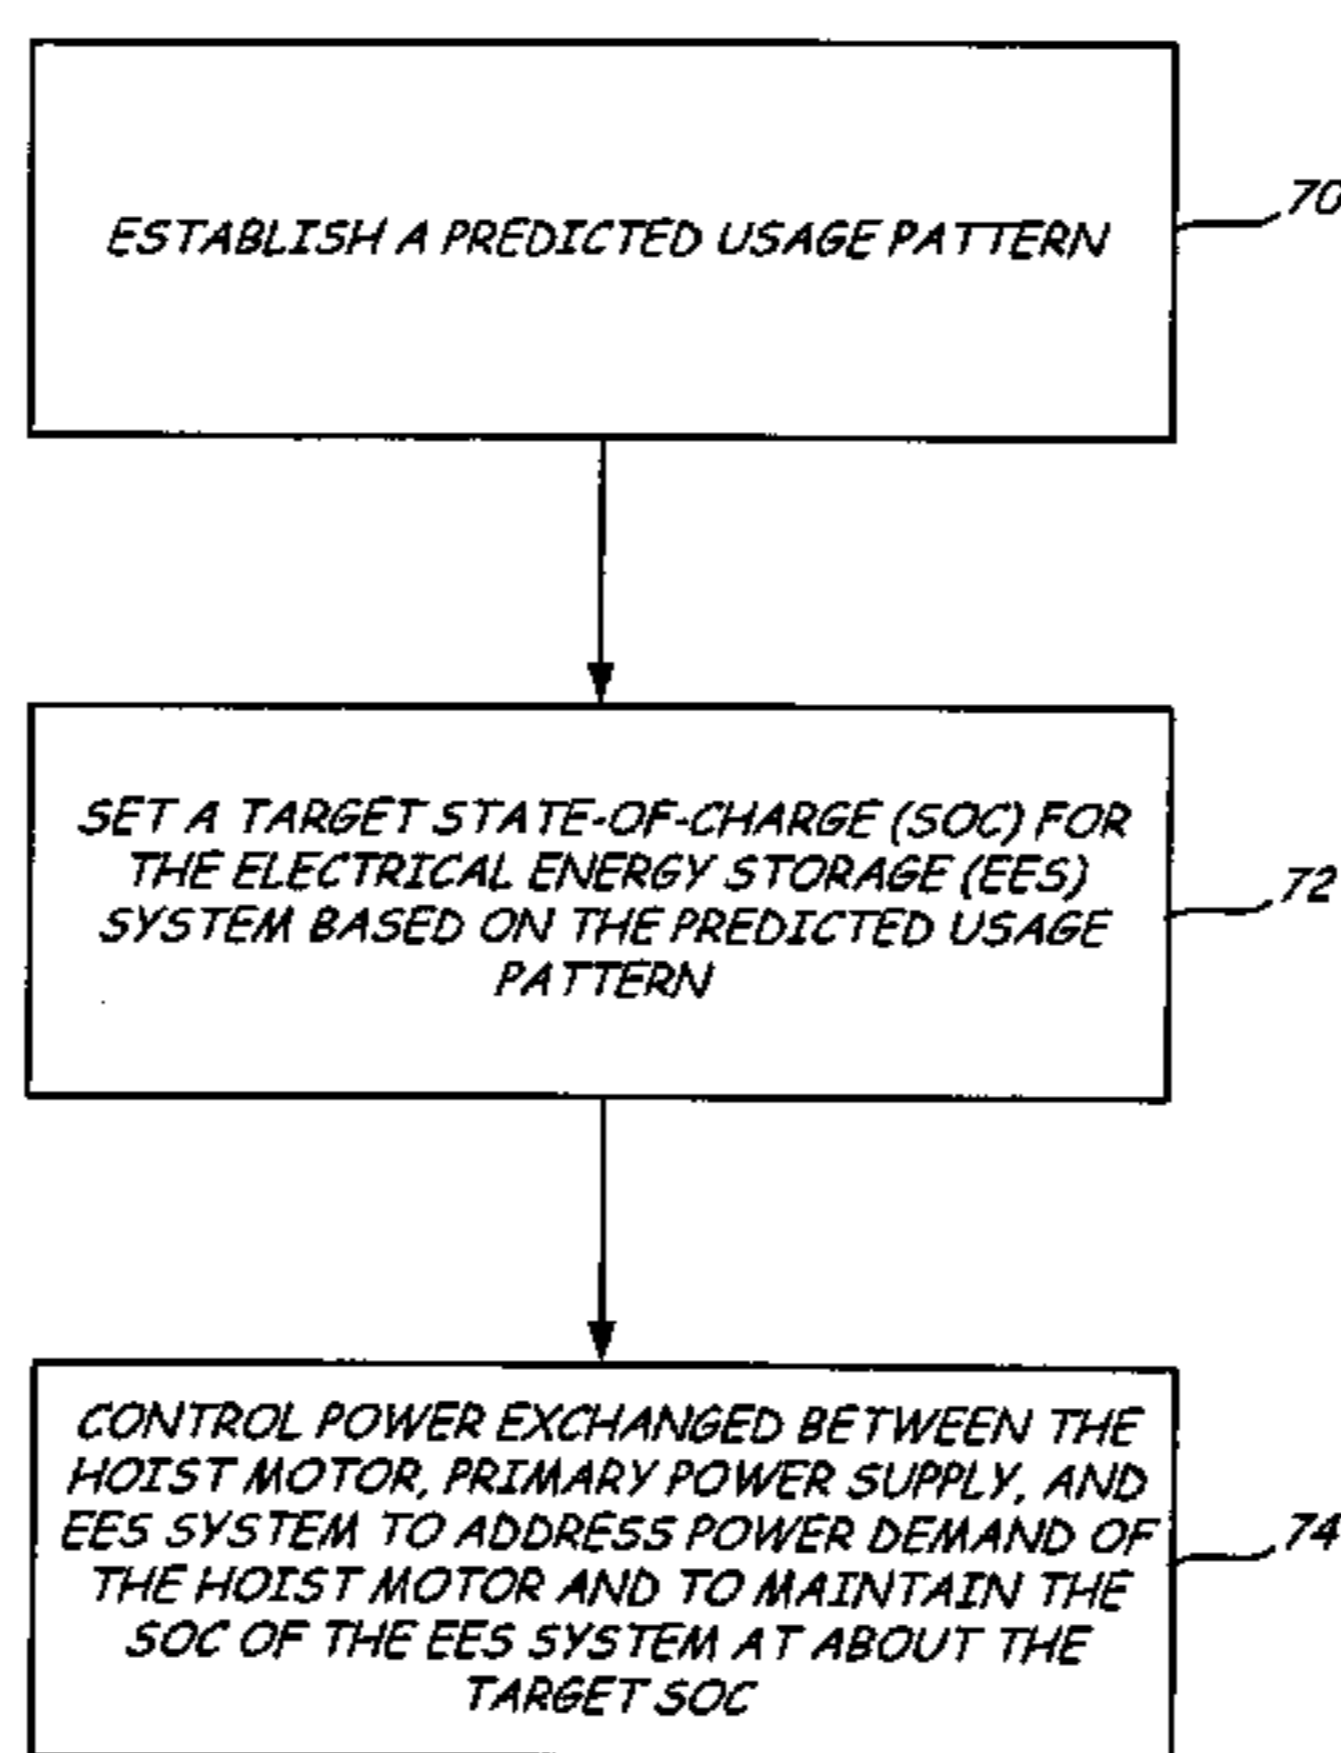 ESTABLISH A PREDICTED USAGE PATTERN
70
SET A TARGET STATE-OF-CHARGE (SOC) FOR
THE ELECTRICAL ENERGY STORAGE (EES)
SYSTEM BASED ON THE PREDICTED USAGE
PATTERN
72
CONTROL POWER EXCHANGED BETWEEN THE
HOIST MOTOR, PRIMARY POWER SUPPLY, AND
EES SYSTEM TO ADDRESS POWER DEMAND OF
THE HOIST MOTOR AND TO MAINTAIN THE
SOC OF THE EES SYSTEM AT ABOUT THE
TARGET SOC
74